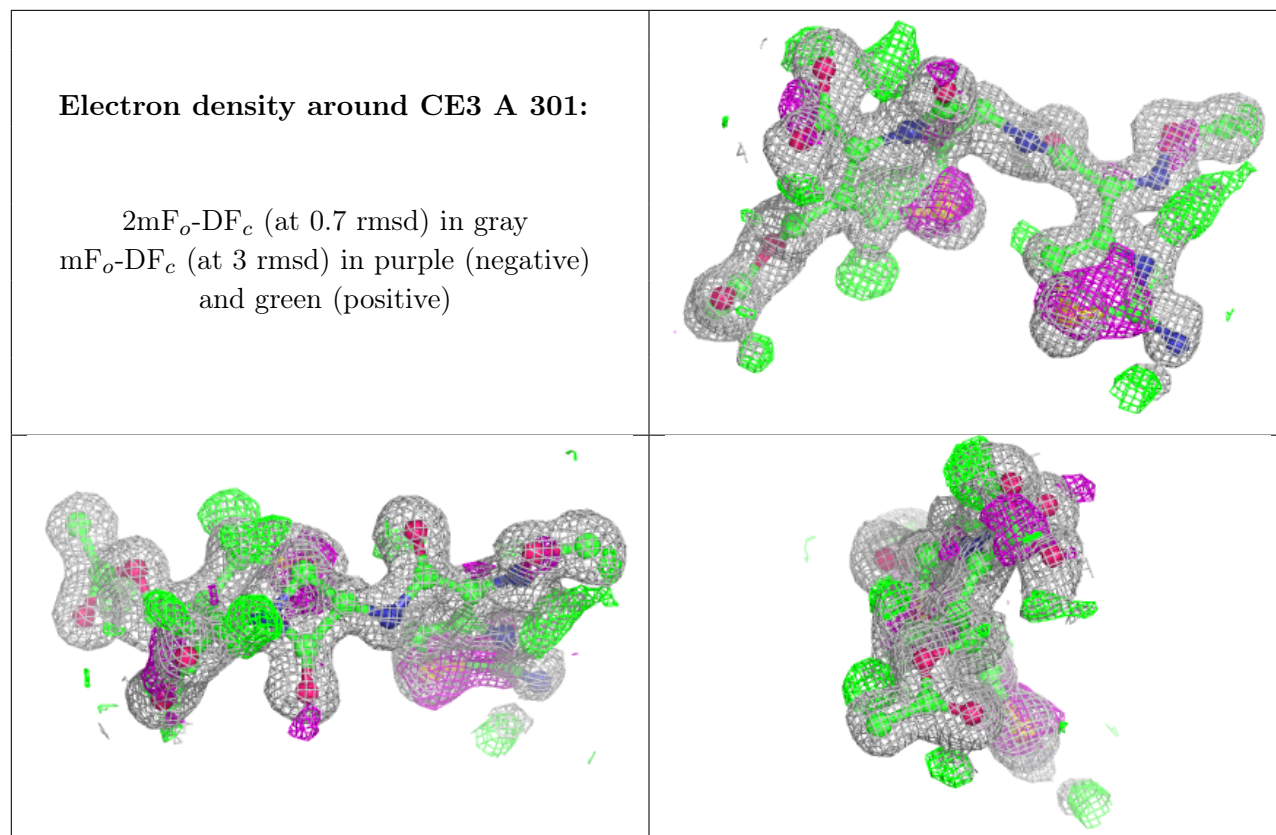 Electron density around CE3 A 301:
2mFₒ-DF𝒸 (at 0.7 rmsd) in gray
mFₒ-DF𝒸 (at 3 rmsd) in purple (negative)
and green (positive)